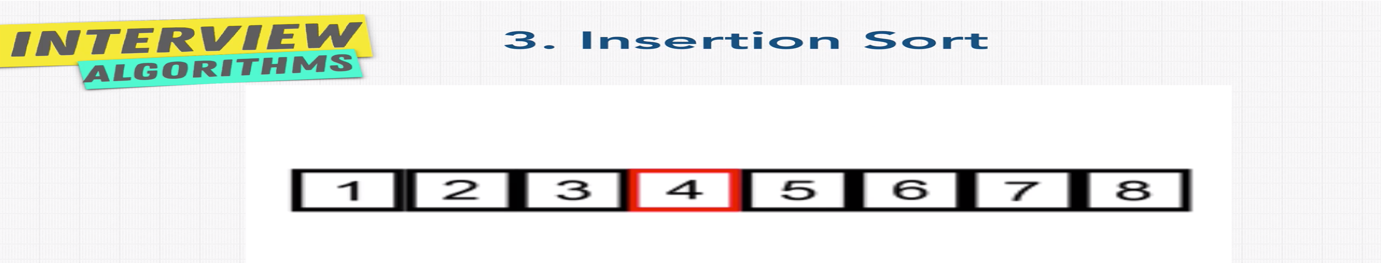 INTERVIEW
ALGORITHMS
3. Insertion Sort
1 2 3 4 5 6 7 8